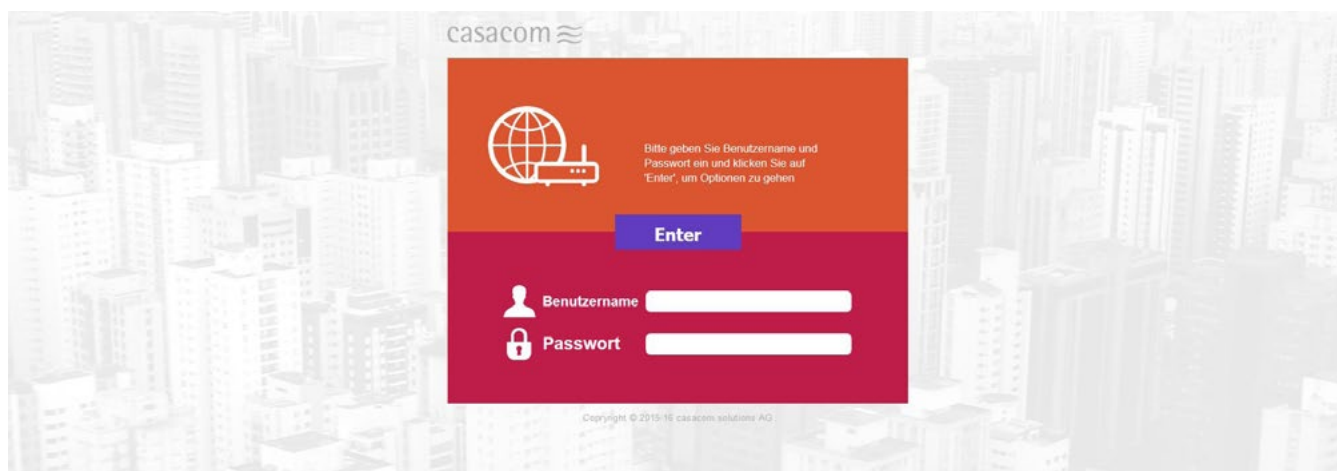 casacom
Bitte geben Sie Benutzername und
Passwort ein und klicken Sie auf
'Enter', um Optionen zu gehen
Enter
Benutzername
Passwort
Copyright © 2015-16 casacom solutions AG